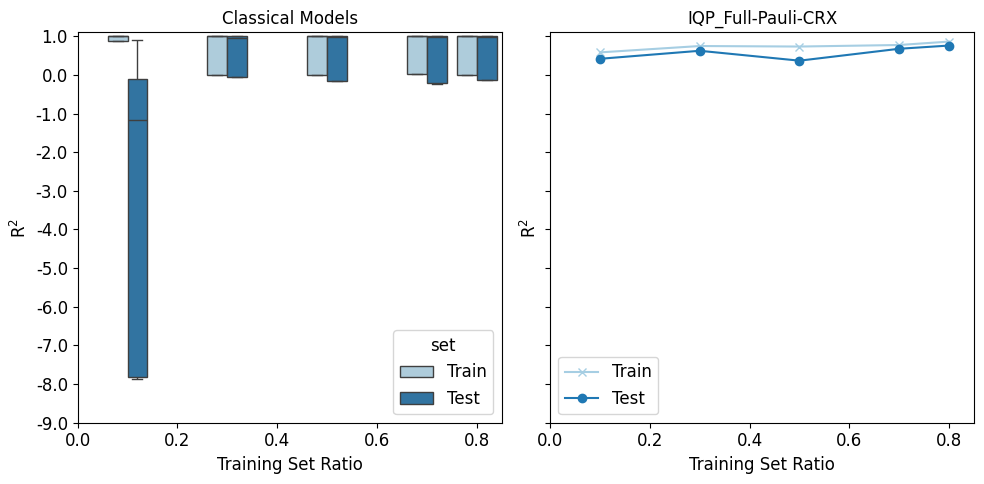 Classical Models
R²
1.0
0.0
-1.0
-2.0
-3.0
-4.0
-5.0
-6.0
-7.0
-8.0
-9.0
0.0 0.2 0.4 0.6 0.8
Training Set Ratio
set
Train
Test
IQP_Full-Pauli-CRX
R²
0.0 0.2 0.4 0.6 0.8
Training Set Ratio
Train
Test